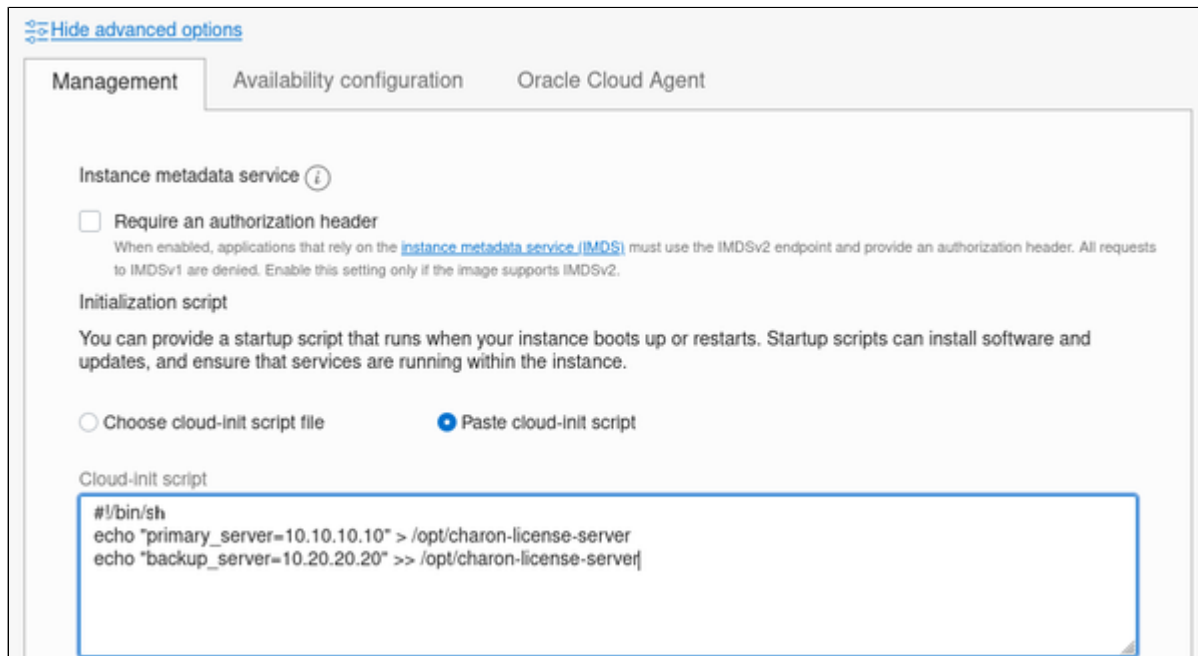 Hide advanced options
Management Availability configuration Oracle Cloud Agent
Instance metadata service i
Require an authorization header
When enabled, applications that rely on the instance metadata service (IMDS) must use the IMDSv2 endpoint and provide an authorization header. All requests
to IMDSv1 are denied. Enable this setting only if the image supports IMDSv2.
Initialization script
You can provide a startup script that runs when your instance boots up or restarts. Startup scripts can install software and
updates, and ensure that services are running within the instance.
Choose cloud-init script file Paste cloud-init script
Cloud-init script
#!/bin/sh
echo "primary_server=10.10.10.10" > /opt/charon-license-server
echo "backup_server=10.20.20.20" >> /opt/charon-license-server